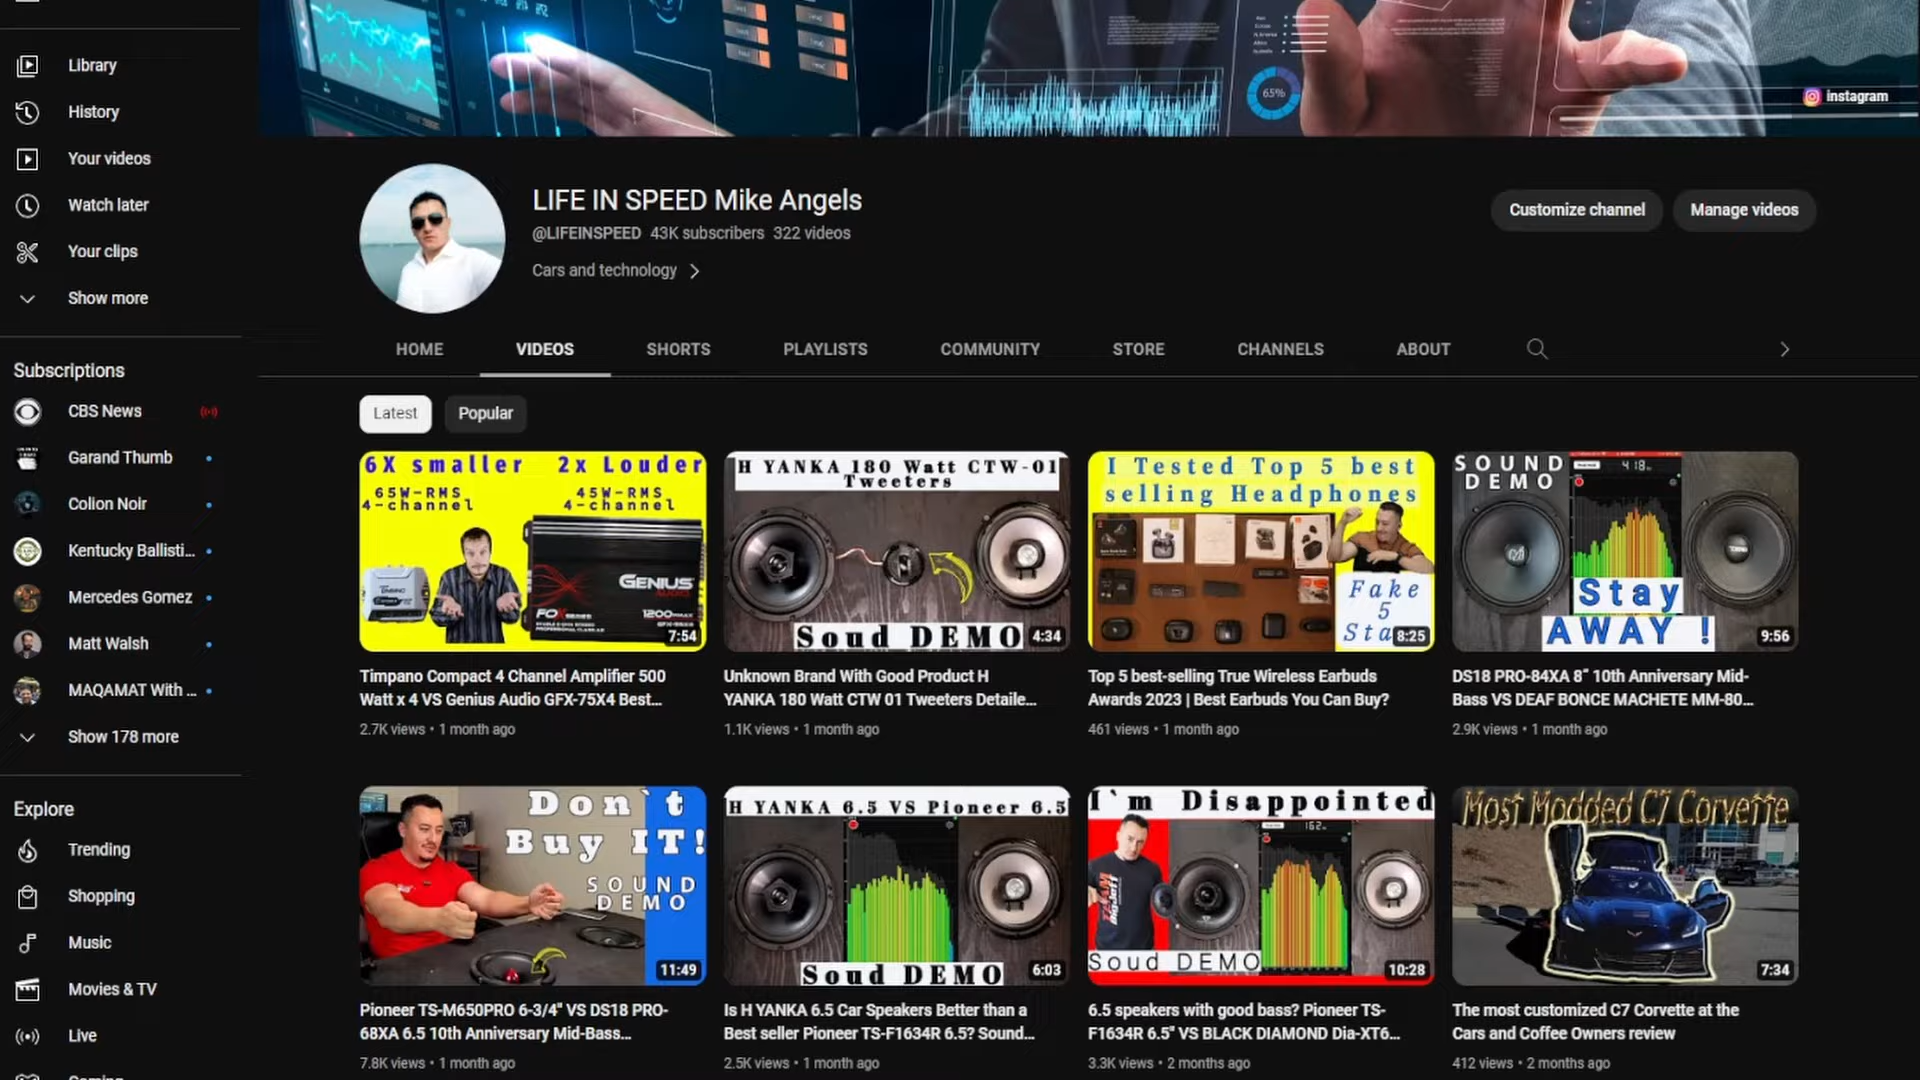 instagram
65%
Library
History
Your videos
Watch later
Your clips
Show more
Subscriptions
CBS News
Garand Thumb
Colion Noir
Kentucky Ballisti...
Mercedes Gomez
Matt Walsh
MAQAMAT With ...
Show 178 more
Explore
Trending
Shopping
Music
Movies & TV
Live
LIFE IN SPEED Mike Angels
@LIFEINSPEED 43K subscribers 322 videos
Cars and technology
Customize channel
Manage videos
HOME
VIDEOS
SHORTS
PLAYLISTS
COMMUNITY
STORE
CHANNELS
ABOUT
Latest
Popular
6X smaller 2x Louder
65W-RMS 45W-RMS
4-channel 4-channel
GENIUS
AUDIO
FOX SERIES
1200WMAX
7:54
Timpano Compact 4 Channel Amplifier 500
Watt x 4 VS Genius Audio GFX-75X4 Best...
2.7K views • 1 month ago
H YANKA 180 Watt CTW-01
Tweeters
Soud DEMO
4:34
Unknown Brand With Good Product H
YANKA 180 Watt CTW 01 Tweeters Detaile...
1.1K views • 1 month ago
I Tested Top 5 best
selling Headphones
Fake
5
Sta
8:25
Top 5 best-selling True Wireless Earbuds
Awards 2023 | Best Earbuds You Can Buy?
461 views • 1 month ago
SOUND
DEMO
Stay
AWAY !
9:56
DS18 PRO-84XA 8" 10th Anniversary Mid-
Bass VS DEAF BONCE MACHETE MM-80...
2.9K views • 1 month ago
Don`t
Buy IT!
SOUND
DEMO
11:49
Pioneer TS-M650PRO 6-3/4" VS DS18 PRO-
68XA 6.5 10th Anniversary Mid-Bass...
7.8K views • 1 month ago
H YANKA 6.5 VS Pioneer 6.5
Soud DEMO
6:03
Is H YANKA 6.5 Car Speakers Better than a
Best seller Pioneer TS-F1634R 6.5? Sound...
2.5K views • 1 month ago
I`m Disappointed
Soud DEMO
10:28
6.5 speakers with good bass? Pioneer TS-
F1634R 6.5" VS BLACK DIAMOND Dia-XT6...
3.3K views • 2 months ago
Most Modded C7 Corvette
7:34
The most customized C7 Corvette at the
Cars and Coffee Owners review
412 views • 2 months ago